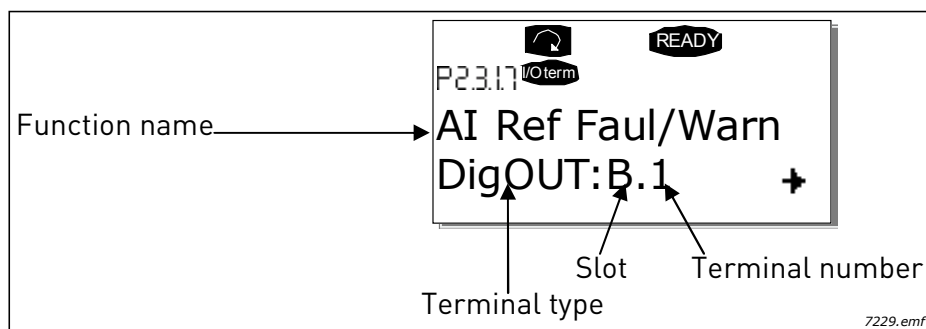 READY
I/Oterm
P2.3.1.7
Function name
AI Ref Faul/Warn
DigOUT:B.1
Slot
Terminal number
Terminal type
7229.emf